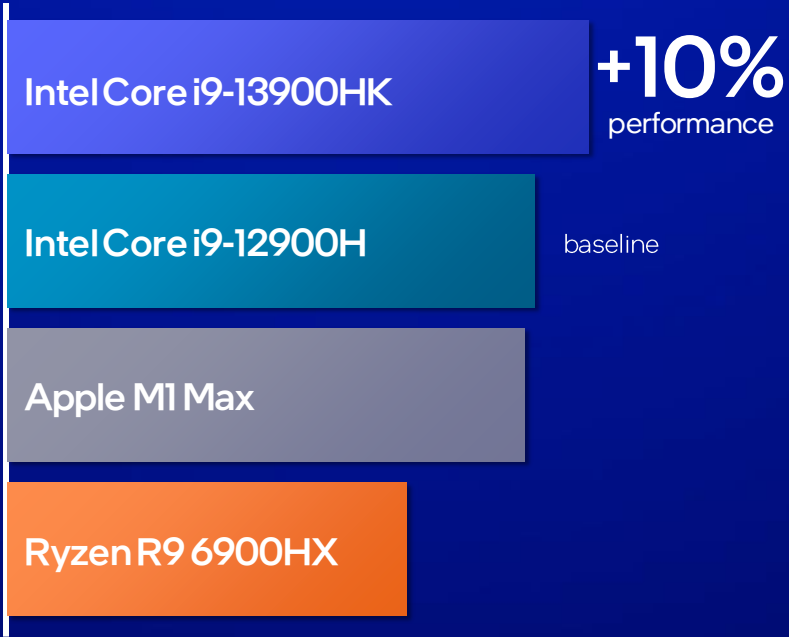 Intel Core i9-13900HK
+10%
performance
Intel Core i9-12900H
baseline
Apple M1 Max
Ryzen R9 6900HX